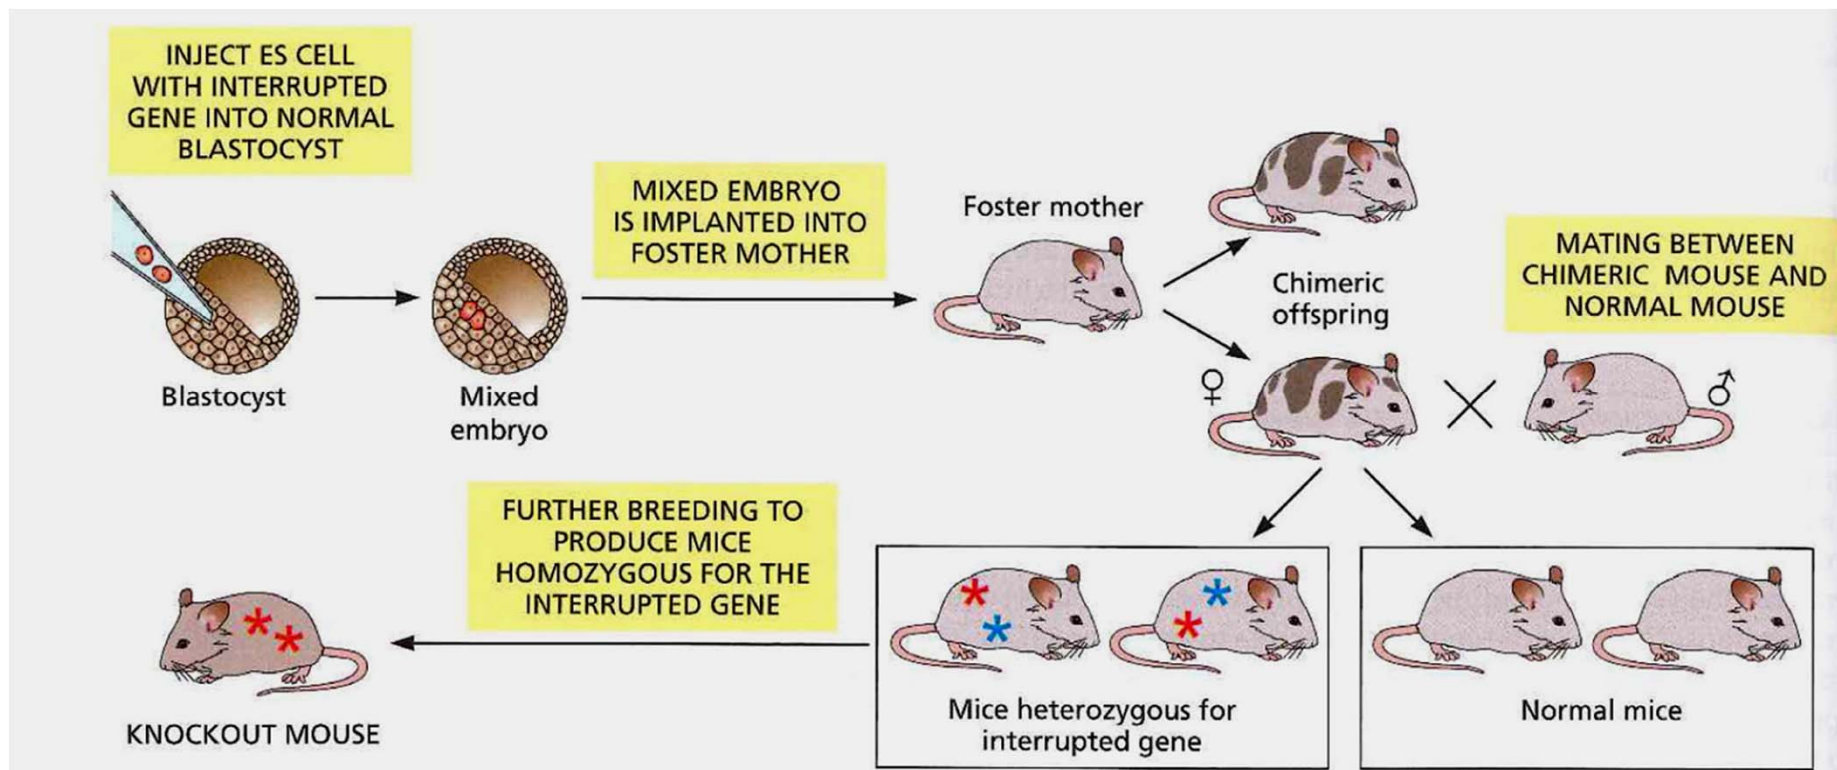 INJECT ES CELL
WITH INTERRUPTED
GENE INTO NORMAL
BLASTOCYST
MIXED EMBRYO
IS IMPLANTED INTO
FOSTER MOTHER
Foster mother
Chimeric
offspring
MATING BETWEEN
CHIMERIC MOUSE AND
NORMAL MOUSE
Blastocyst
Mixed
embryo
♀
♂
FURTHER BREEDING TO
PRODUCE MICE
HOMOZYGOUS FOR THE
INTERRUPTED GENE
KNOCKOUT MOUSE
Mice heterozygous for
interrupted gene
Normal mice